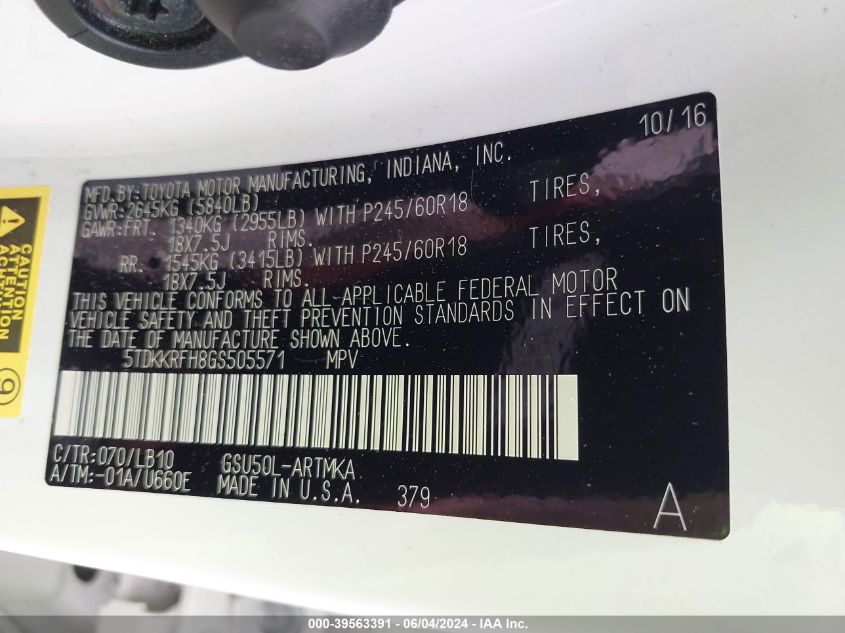 10/16
MFD.BY:TOYOTA MOTOR MANUFACTURING, INDIANA, INC.
GVWR:2645KG (5840LB)
GAWR:FRT. 1340KG (2955LB) WITH P245/60R18 TIRES,
18X7.5J RIMS.
RR. 1545KG (3415LB) WITH P245/60R18 TIRES,
18X7.5J RIMS.
THIS VEHICLE CONFORMS TO ALL APPLICABLE FEDERAL MOTOR
VEHICLE SAFETY AND THEFT PREVENTION STANDARDS IN EFFECT ON
THE DATE OF MANUFACTURE SHOWN ABOVE.
5TDKKRFH8GS505571 MPV
C/TR:070/LB10 GSU50L-ARTMKA
A/TM:-01A/U660E MADE IN U.S.A. 379
A
ATTENTION
ACTION
9
000-39563391 - 06/04/2024 - IAA Inc.